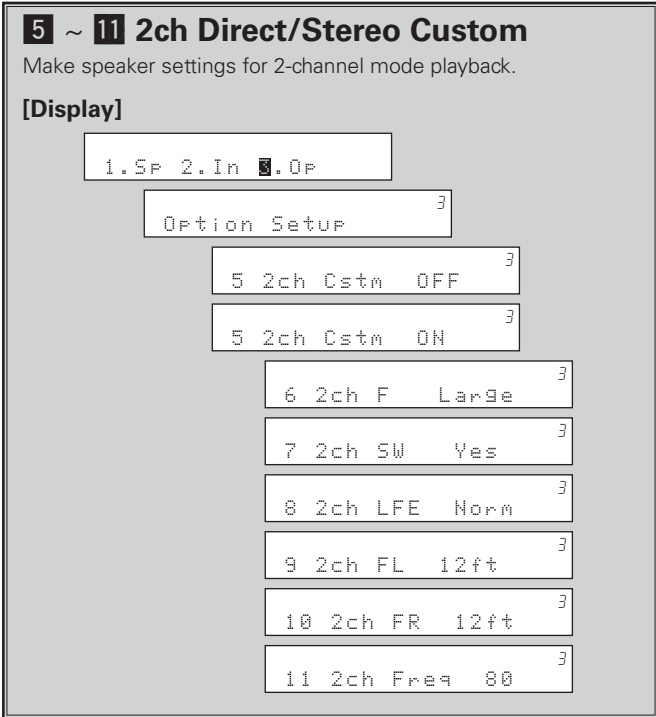 5 ~ 11 2ch Direct/Stereo Custom
Make speaker settings for 2-channel mode playback.
[Display]
1.Sp 2.In 3.Op
3
Option Setup
3
5 2ch Cstm OFF
3
5 2ch Cstm ON
3
6 2ch F Large
3
7 2ch SW Yes
3
8 2ch LFE Norm
3
9 2ch FL 12ft
3
10 2ch FR 12ft
3
11 2ch Freq 80